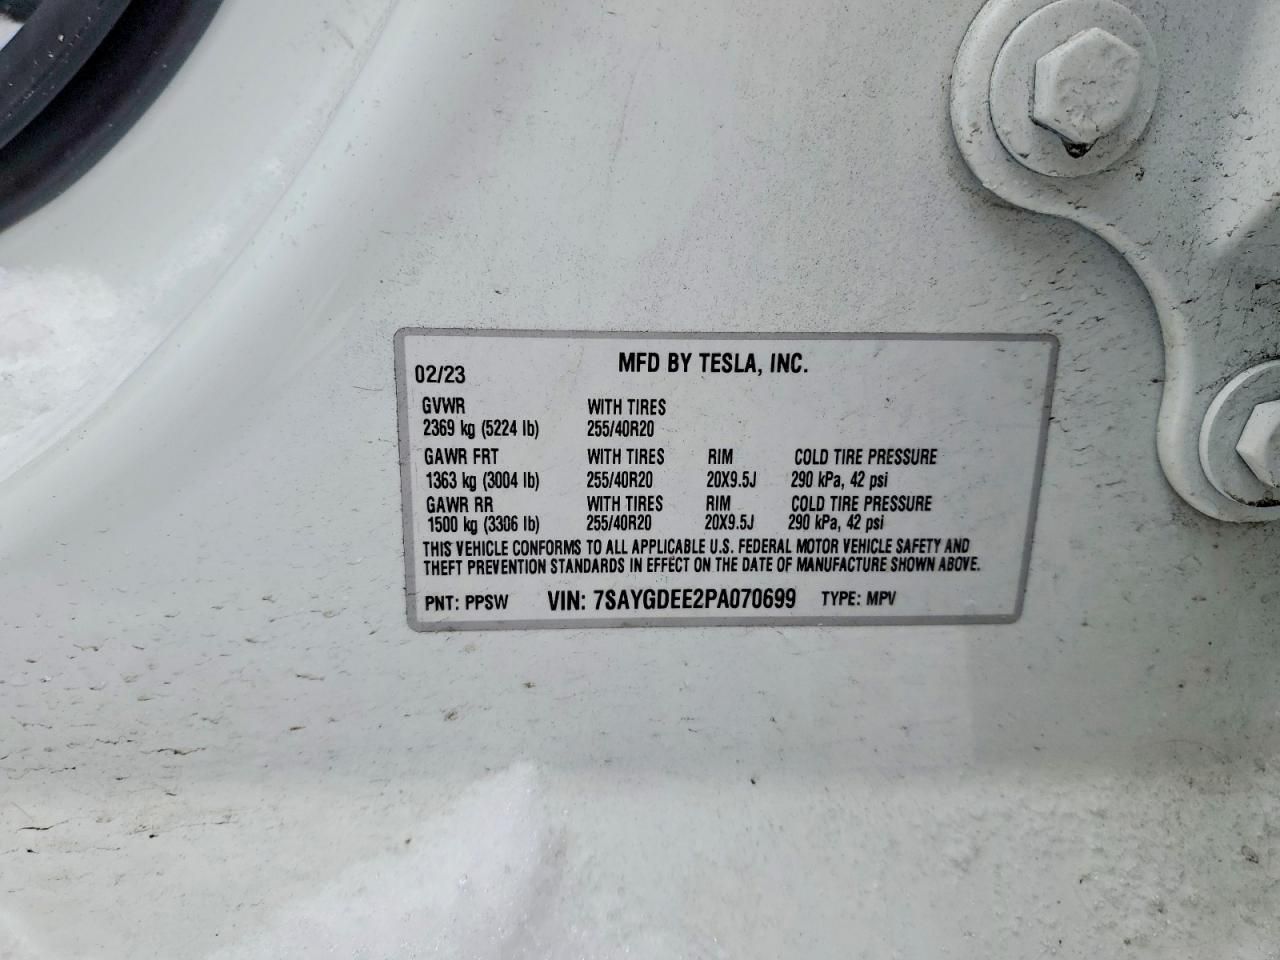 MFD BY TESLA, INC.
02/23
GVWR WITH TIRES
2369 kg (5224 lb) 255/40R20
GAWR FRT WITH TIRES RIM COLD TIRE PRESSURE
1363 kg (3004 lb) 255/40R20 20X9.5J 290 kPa, 42 psi
GAWR RR WITH TIRES RIM COLD TIRE PRESSURE
1500 kg (3306 lb) 255/40R20 20X9.5J 290 kPa, 42 psi
THIS VEHICLE CONFORMS TO ALL APPLICABLE U.S. FEDERAL MOTOR VEHICLE SAFETY AND
THEFT PREVENTION STANDARDS IN EFFECT ON THE DATE OF MANUFACTURE SHOWN ABOVE.
PNT: PPSW VIN: 7SAYGDEE2PA070699 TYPE: MPV